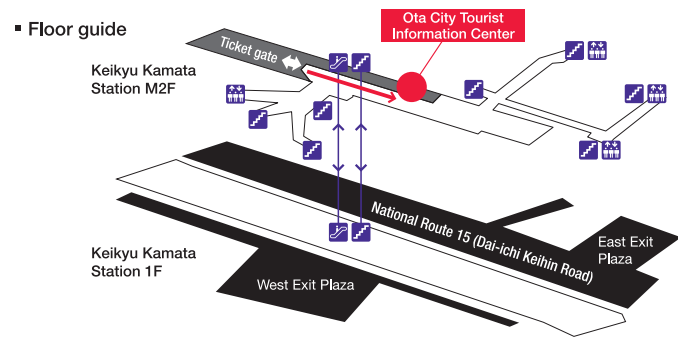 ▪ Floor guide
Ota City Tourist
Information Center
Ticket gate
Keikyu Kamata
Station M2F
National Route 15 (Dai-ichi Keihin Road)
East Exit
Plaza
Keikyu Kamata
Station 1F
West Exit Plaza